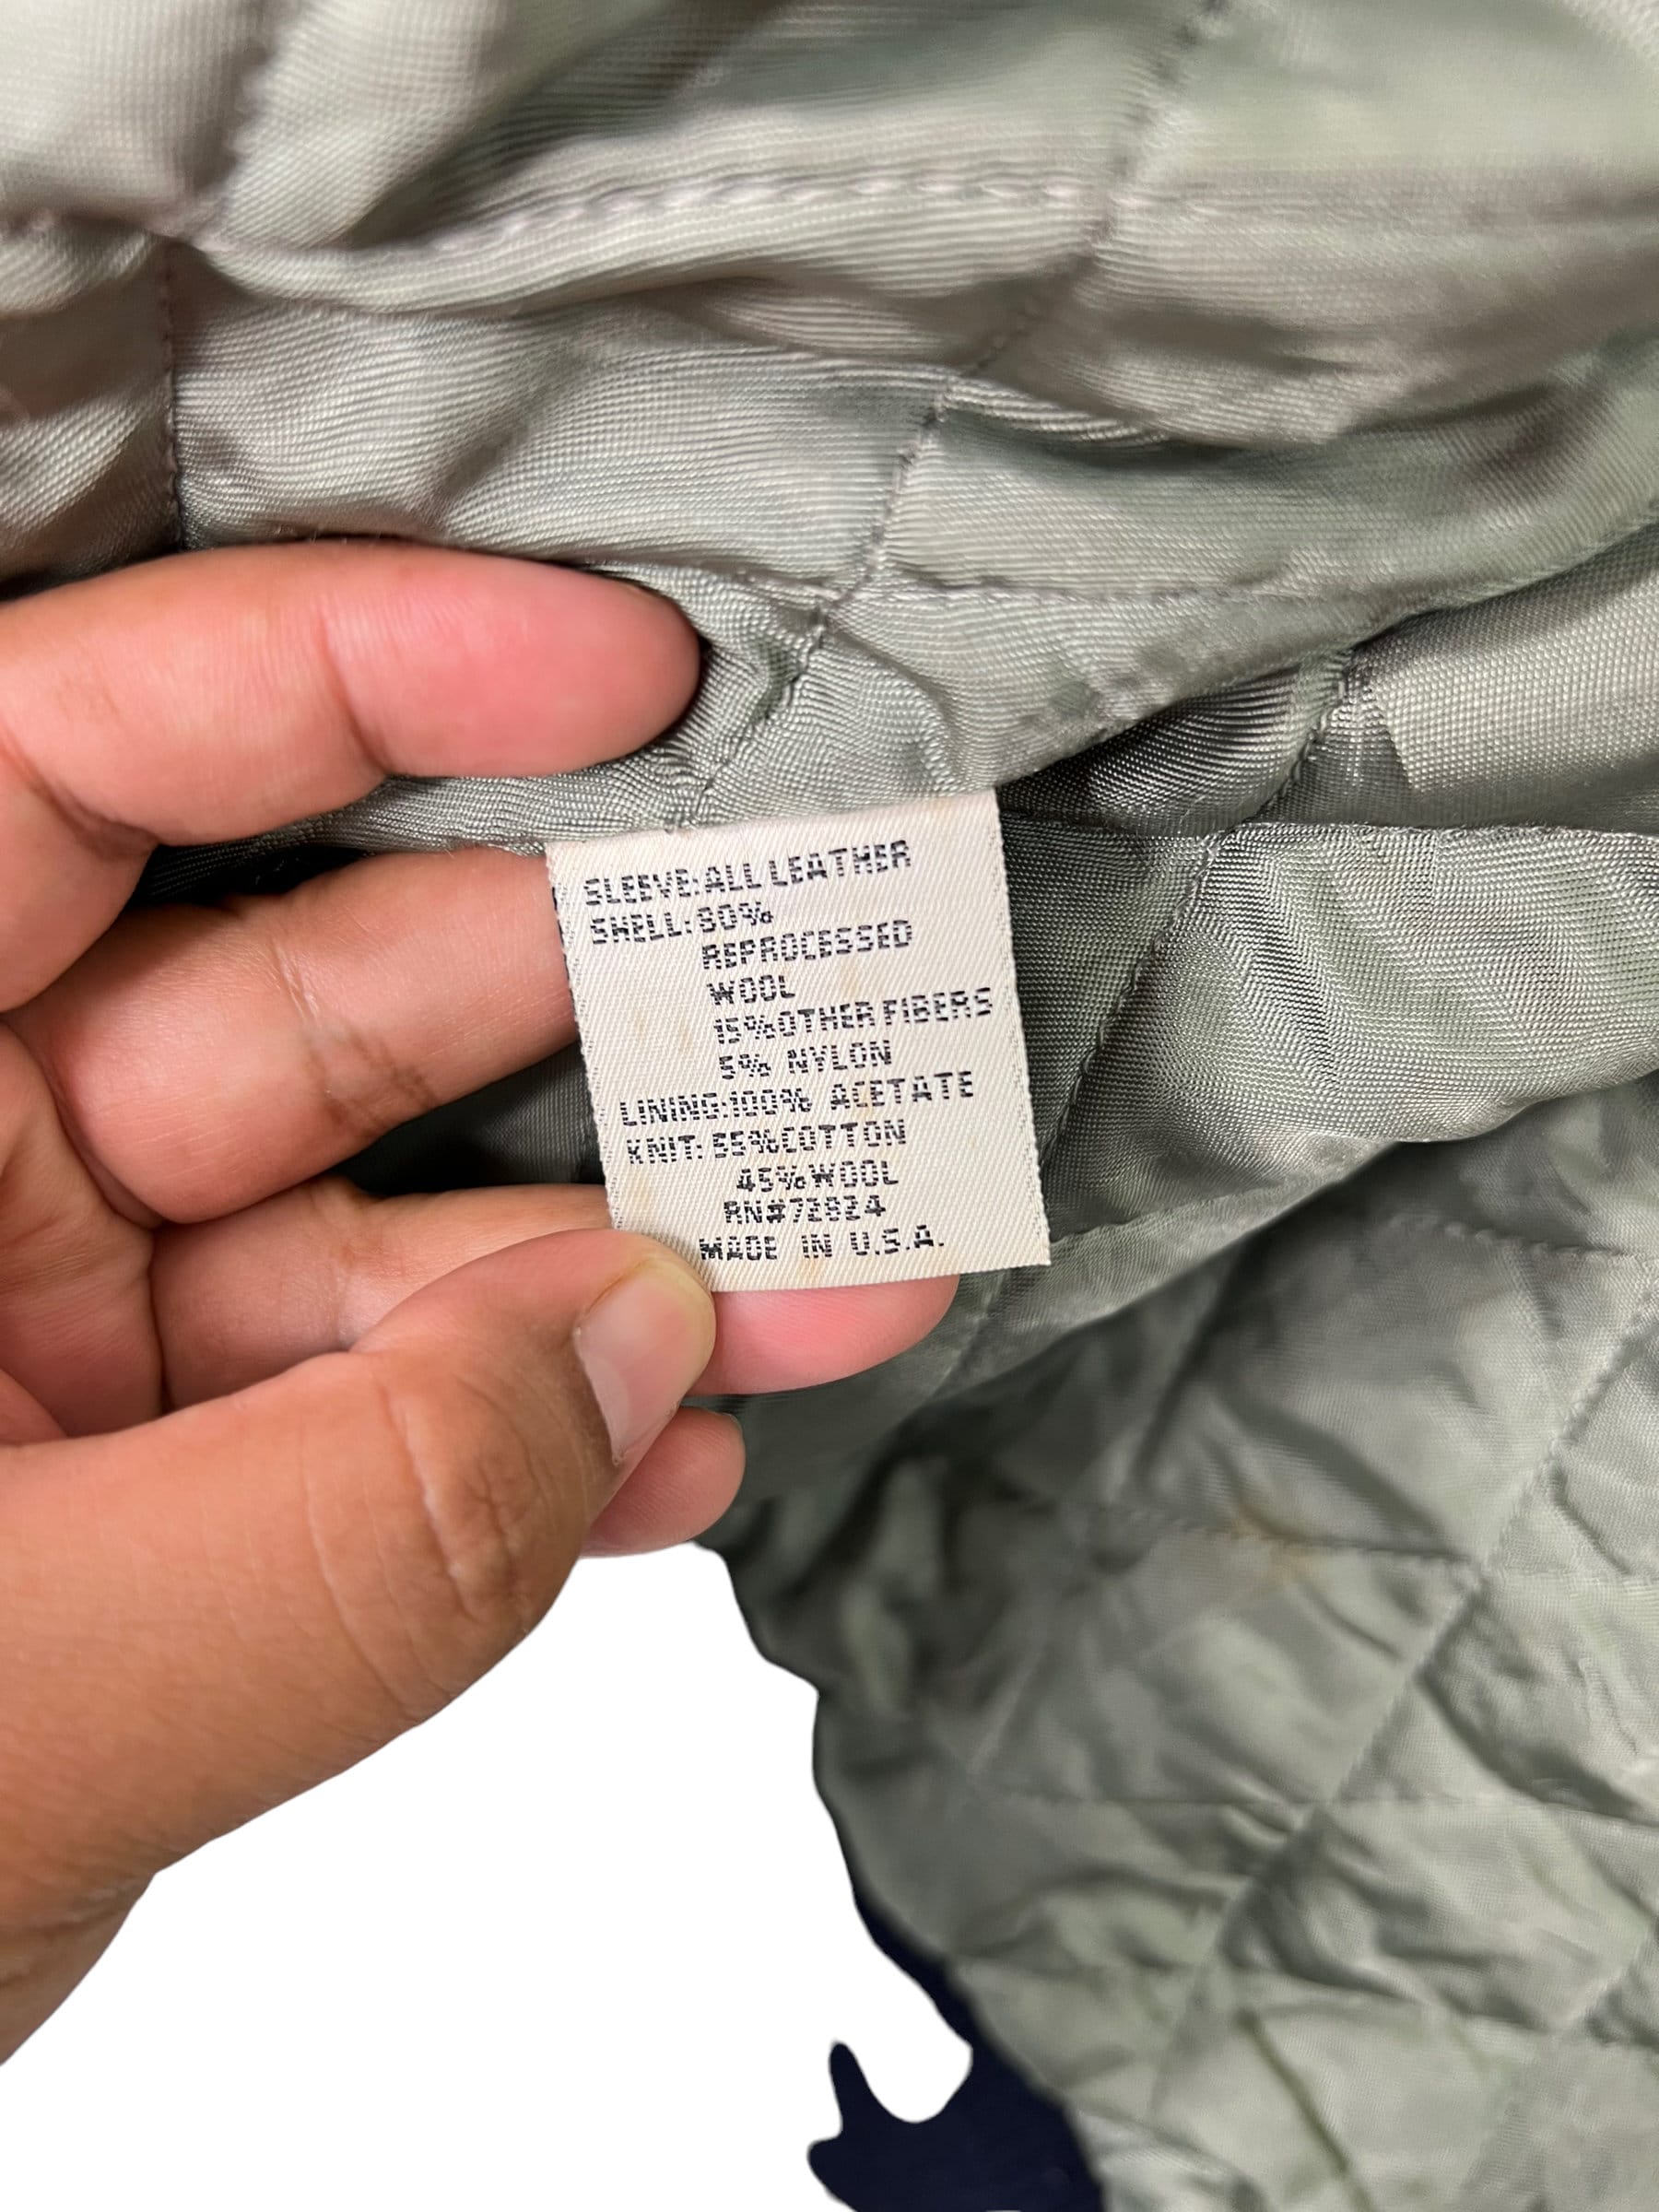 SLEEVE:ALL LEATHER
SHELL:80%
REPROCESSED
WOOL
15%OTHER FIBERS
5% NYLON
LINING:100% ACETATE
KNIT: 55%COTTON
45%WOOL
RN#72824
MADE IN U.S.A.